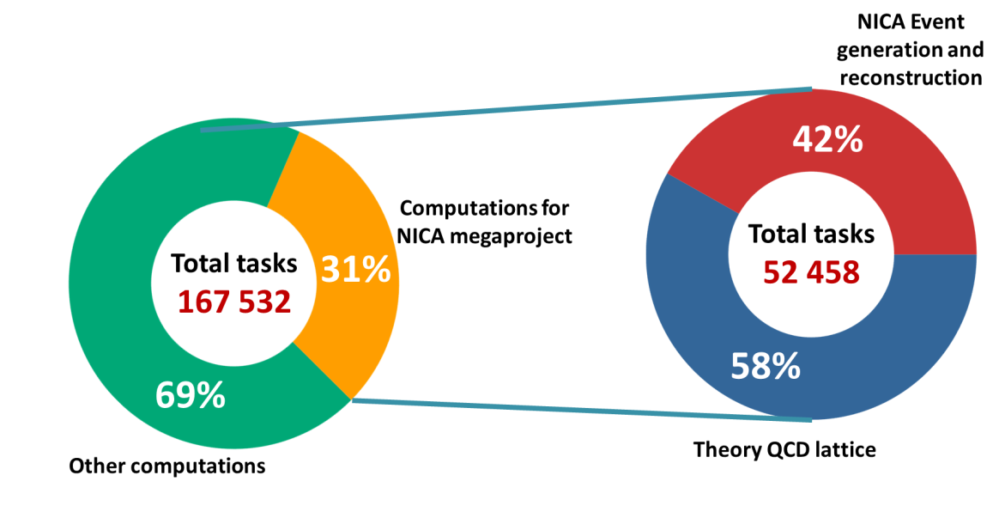 NICA Event
generation and
reconstruction
42%
Computations for
NICA megaproject
Total tasks
52 458
Total tasks
167 532
31%
58%
69%
Theory QCD lattice
Other computations